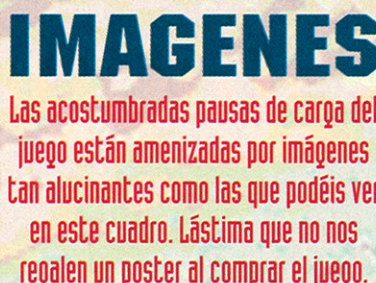 IMAGENES
Las acostumbradas pausas de carga del
juego están amenizadas por imágenes
tan alucinantes como las que podéis ver
en este cuadro. Lástima que no nos
regalen un poster al comprar el juego.